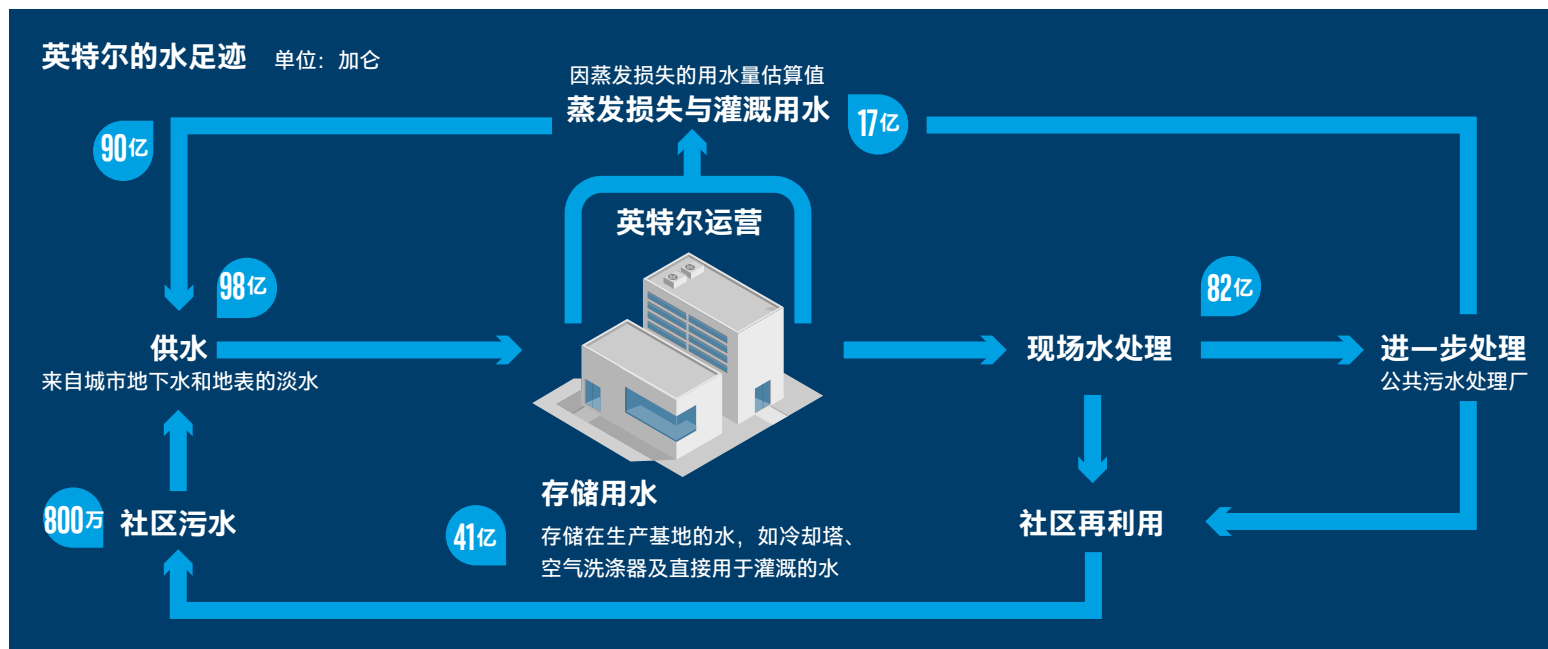 英特尔的水足迹 单位：加仑
因蒸发损失的用水量估算值
蒸发损失与灌溉用水
17亿
90亿
英特尔运营
98亿
82亿
供水
来自城市地下水和地表的淡水
现场水处理
进一步处理
公共污水处理厂
800万
社区污水
41亿
存储用水
存储在生产基地的水，如冷却塔、
空气洗涤器及直接用于灌溉的水
社区再利用